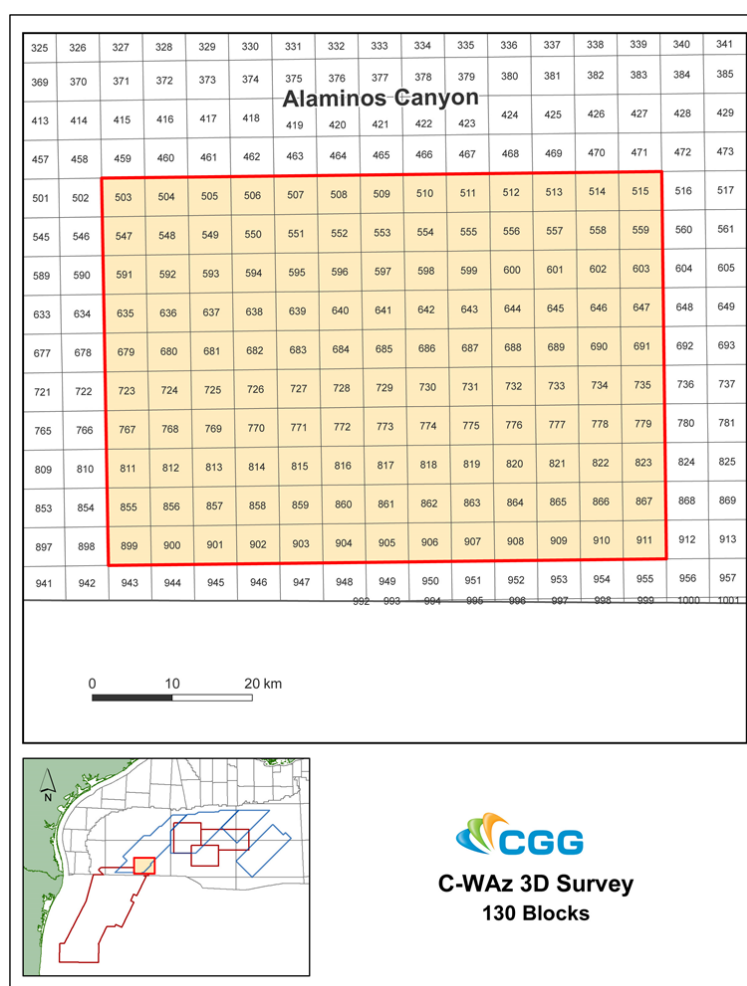 325 326 327 328 329 330 331 332 333 334 335 336 337 338 339 340 341
369 370 371 372 373 374 375 376 377 378 379 380 381 382 383 384 385
Alaminos Canyon
413 414 415 416 417 418 419 420 421 422 423 424 425 426 427 428 429
457 458 459 460 461 462 463 464 465 466 467 468 469 470 471 472 473
501 502 503 504 505 506 507 508 509 510 511 512 513 514 515 516 517
545 546 547 548 549 550 551 552 553 554 555 556 557 558 559 560 561
589 590 591 592 593 594 595 596 597 598 599 600 601 602 603 604 605
633 634 635 636 637 638 639 640 641 642 643 644 645 646 647 648 649
677 678 679 680 681 682 683 684 685 686 687 688 689 690 691 692 693
721 722 723 724 725 726 727 728 729 730 731 732 733 734 735 736 737
765 766 767 768 769 770 771 772 773 774 775 776 777 778 779 780 781
809 810 811 812 813 814 815 816 817 818 819 820 821 822 823 824 825
853 854 855 856 857 858 859 860 861 862 863 864 865 866 867 868 869
897 898 899 900 901 902 903 904 905 906 907 908 909 910 911 912 913
941 942 943 944 945 946 947 948 949 950 951 952 953 954 955 956 957
992 993 994 995 996 997 998 999 1000 1001
0 10 20 km
N
CGG
C-WAz 3D Survey
130 Blocks